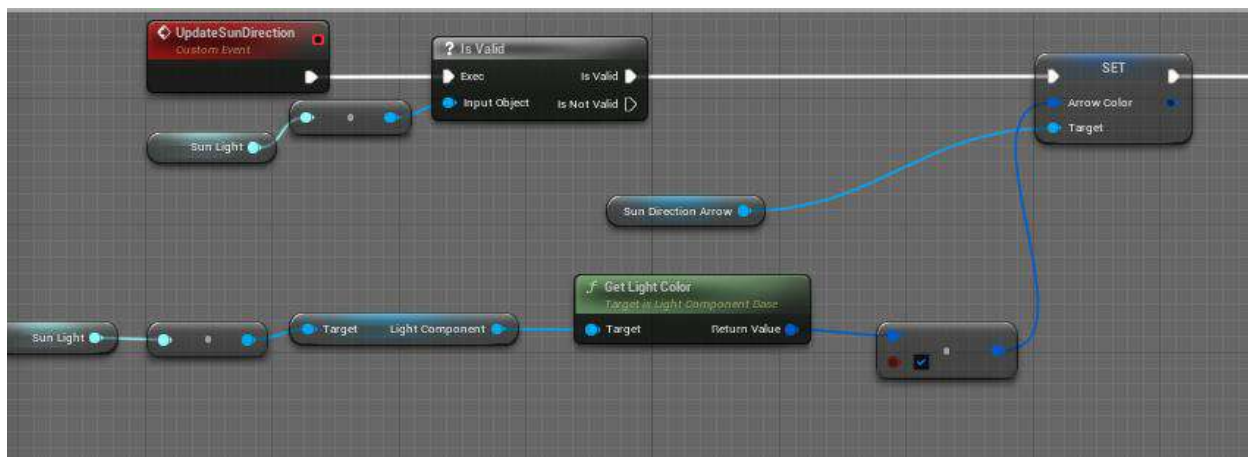 UpdateSunDirection
Custom Event
? Is Valid
Exec
Is Valid
Input Object
Is Not Valid
Sun Light
SET
Arrow Color
Target
Sun Direction Arrow
f Get Light Color
Target is Light Component Base
Target
Return Value
Sun Light
Target
Light Component